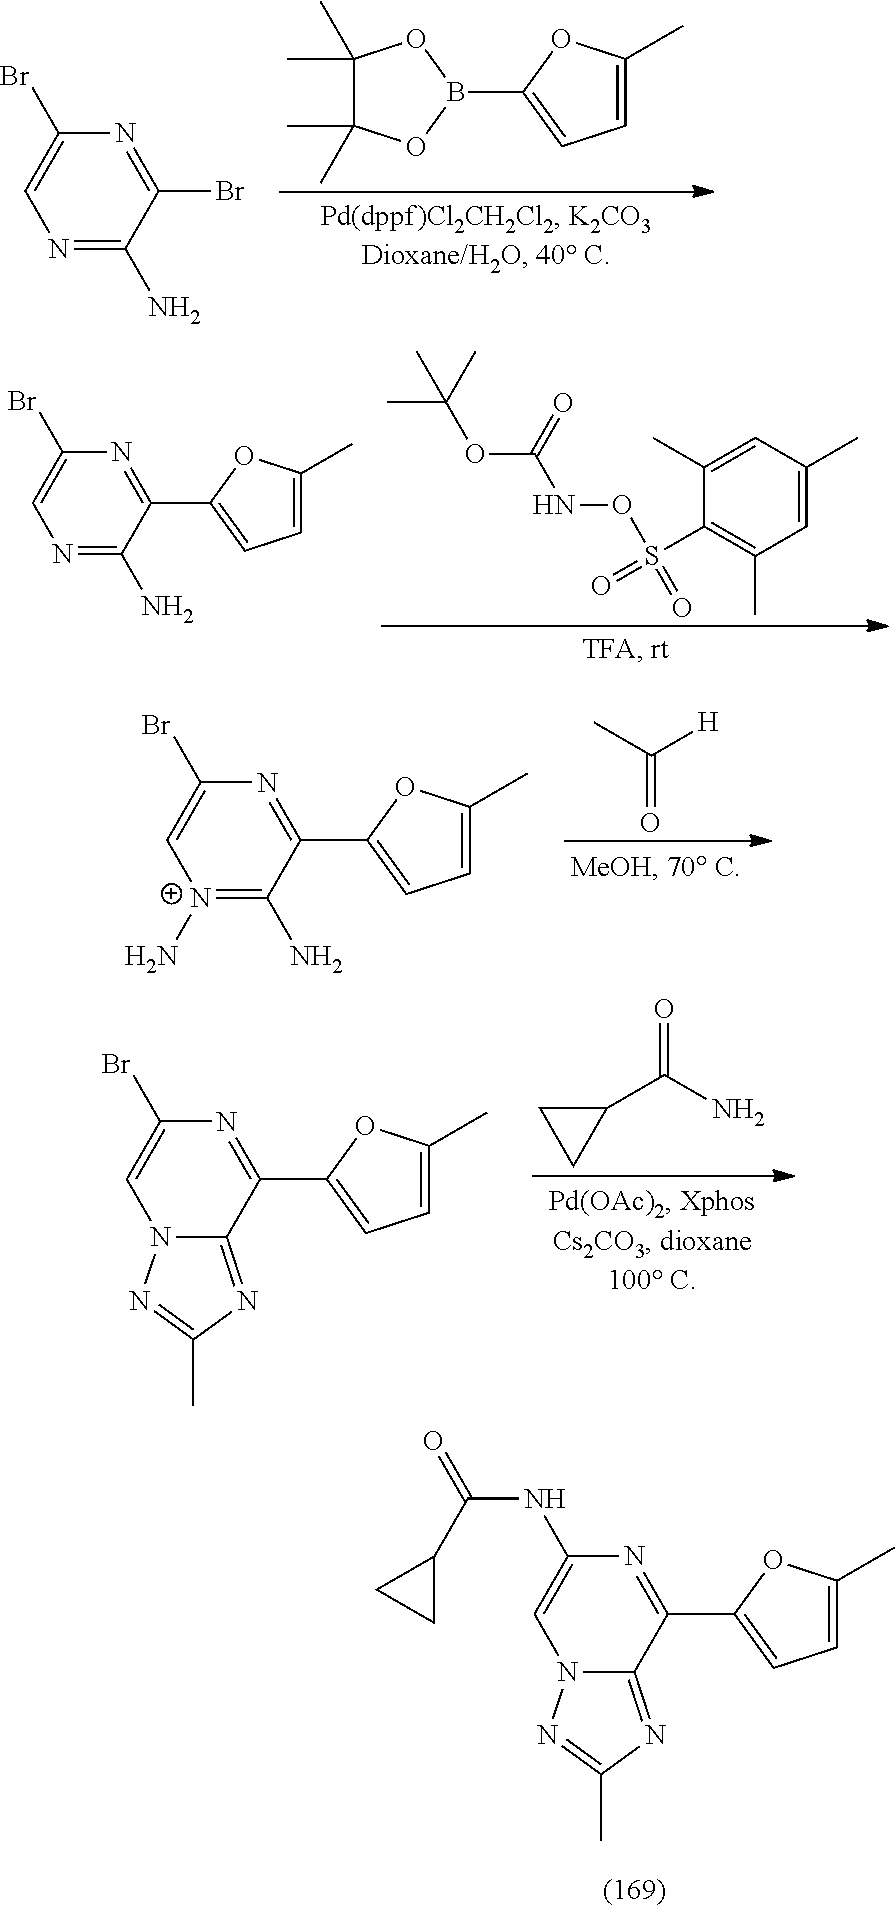 Br
O
O
B
O
N
Br
N
NH2
Pd(dppf)Cl2CH2Cl2, K2CO3
Dioxane/H2O, 40° C.
Br
N
O
N
NH2
O
O
HN
O
S
O
O
TFA, rt
Br
N
O
⊕
N
H2N
NH2
H
O
MeOH, 70° C.
Br
N
O
N
N
N
O
NH2
Pd(OAc)2, Xphos
Cs2CO3, dioxane
100° C.
O
NH
N
O
N
N
N
(169)